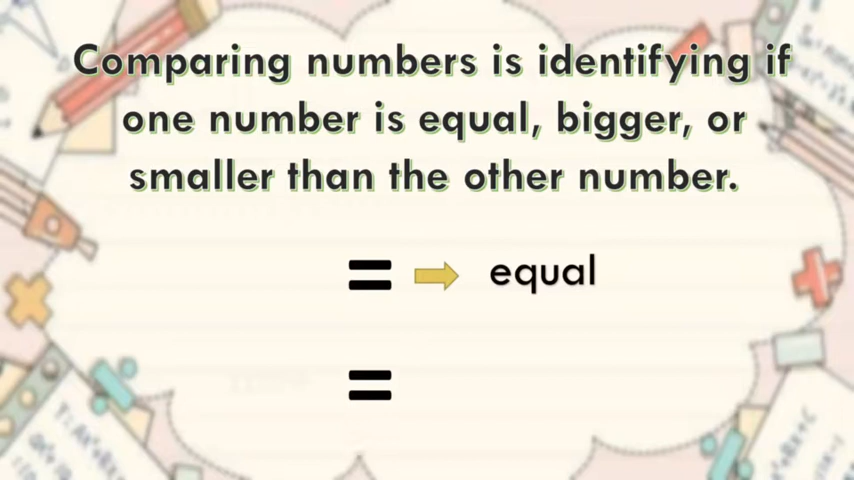 Comparing numbers is identifying if
one number is equal, bigger, or
smaller than the other number.
= equal
=